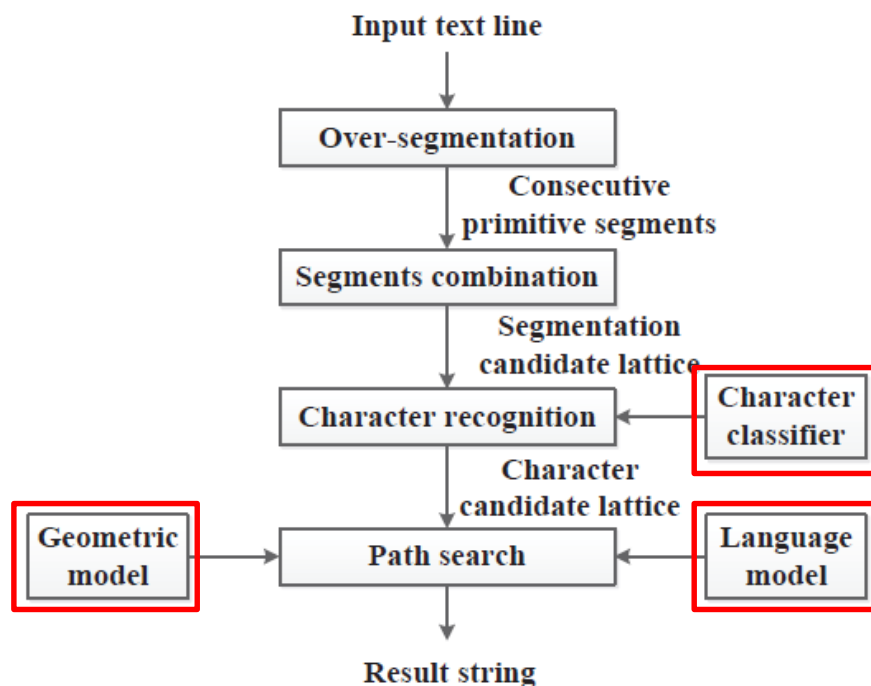 Input text line
Over-segmentation
Consecutive
primitive segments
Segments combination
Segmentation
candidate lattice
Character recognition
Character
classifier
Character
candidate lattice
Geometric
model
Path search
Language
model
Result string